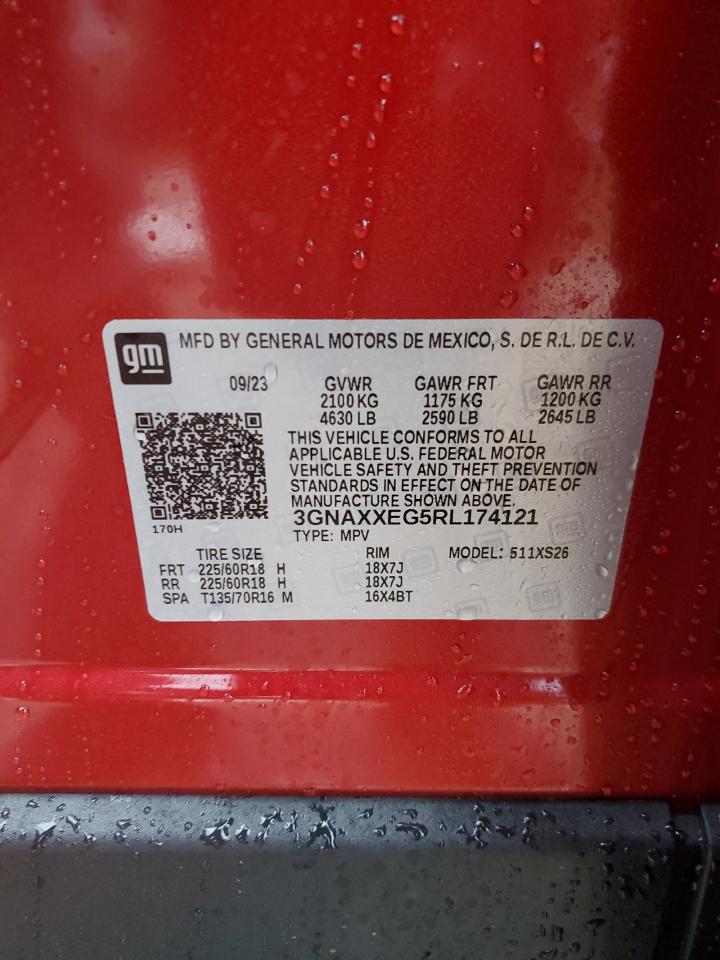 gm MFD BY GENERAL MOTORS DE MEXICO, S. DE R.L. DE C.V.
09/23 GVWR GAWR FRT GAWR RR
2100 KG 1175 KG 1200 KG
4630 LB 2590 LB 2645 LB
THIS VEHICLE CONFORMS TO ALL
APPLICABLE U.S. FEDERAL MOTOR
VEHICLE SAFETY AND THEFT PREVENTION
STANDARDS IN EFFECT ON THE DATE OF
MANUFACTURE SHOWN ABOVE.
3GNAXXEG5RL174121
170H
TYPE: MPV
TIRE SIZE RIM MODEL: 511XS26
FRT 225/60R18 H 18X7J
RR 225/60R18 H 18X7J
SPA T135/70R16 M 16X4BT